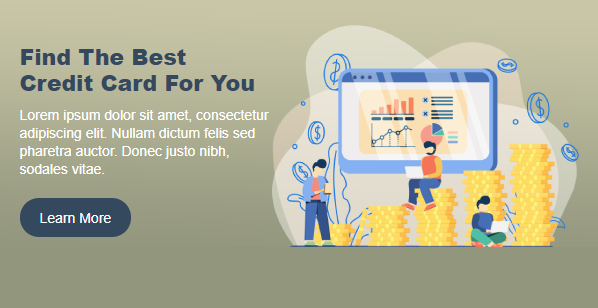 Find The Best
Credit Card For You
Lorem ipsum dolor sit amet, consectetur
adipiscing elit. Nullam dictum felis sed
pharetra auctor. Donec justo nibh,
sodales vitae.
Learn More